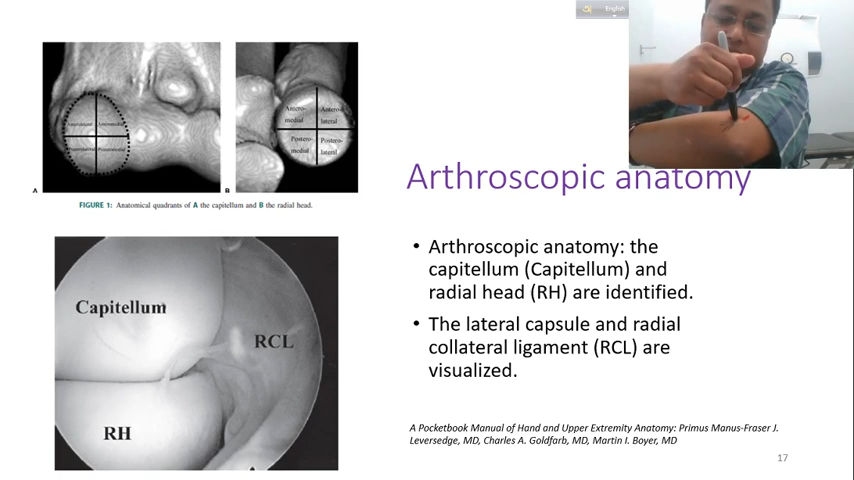 English
Antero-
medial
Antero-
lateral
Postero-
medial
Postero-
lateral
A
B
FIGURE 1: Anatomical quadrants of A the capitellum and B the radial head.
Arthroscopic anatomy
Capitellum
RCL
RH
• Arthroscopic anatomy: the
capitellum (Capitellum) and
radial head (RH) are identified.
• The lateral capsule and radial
collateral ligament (RCL) are
visualized.
A Pocketbook Manual of Hand and Upper Extremity Anatomy: Primus Manus-Fraser J.
Leversedge, MD, Charles A. Goldfarb, MD, Martin I. Boyer, MD
17